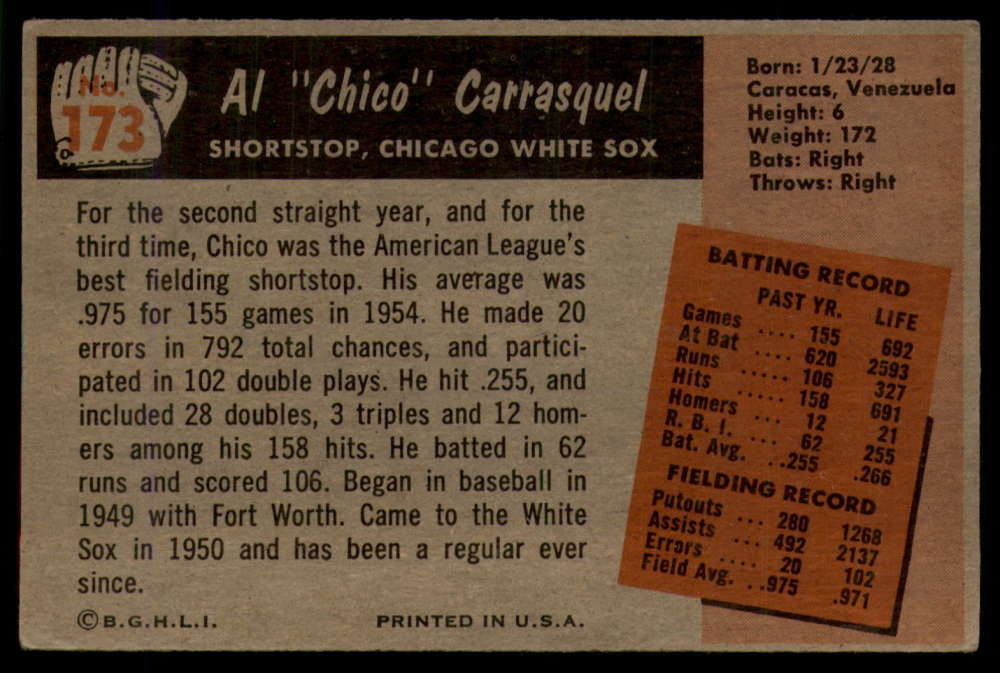 No.
173
Al "Chico" Carrasquel
SHORTSTOP, CHICAGO WHITE SOX
Born: 1/23/28
Caracas, Venezuela
Height: 6
Weight: 172
Bats: Right
Throws: Right
For the second straight year, and for the
third time, Chico was the American League's
best fielding shortstop. His average was
.975 for 155 games in 1954. He made 20
errors in 792 total chances, and partici-
pated in 102 double plays. He hit .255, and
included 28 doubles, 3 triples and 12 hom-
ers among his 158 hits. He batted in 62
runs and scored 106. Began in baseball in
1949 with Fort Worth. Came to the White
Sox in 1950 and has been a regular ever
since.
BATTING RECORD
PAST YR. LIFE
Games .... 155 692
At Bat .... 620 2593
Runs ..... 106 327
Hits ..... 158 691
Homers ... 12 21
R. B. I. ... 62 255
Bat. Avg. ..255 .266
FIELDING RECORD
Putouts ... 280 1268
Assists ... 492 2137
Errors .... 20 102
Field Avg. ..975 .971
©B.G.H.L.I. PRINTED IN U.S.A.